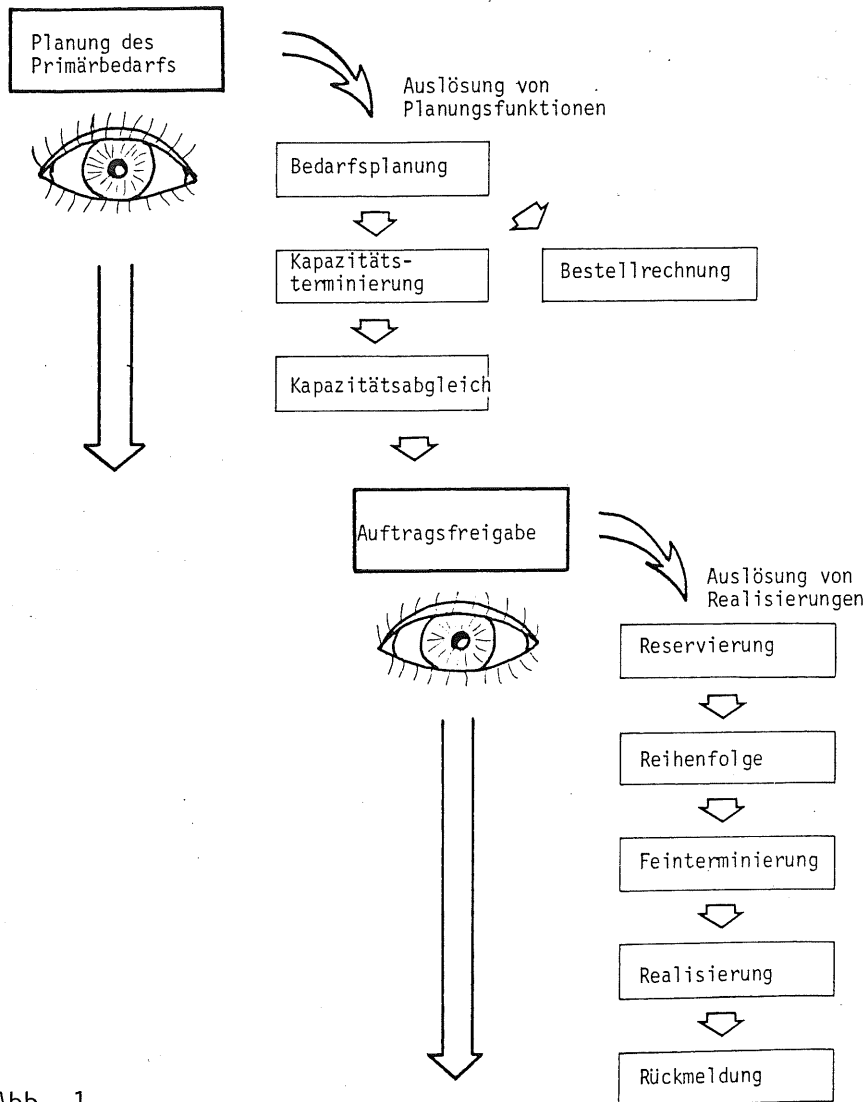 Planung des
Primärbedarfs
Auslösung von
Planungsfunktionen
Bedarfsplanung
Kapazitäts-
terminierung
Bestellrechnung
Kapazitätsabgleich
Auftragsfreigabe
Auslösung von
Realisierungen
Reservierung
Reihenfolge
Feinterminierung
Realisierung
Rückmeldung
Abb. 1